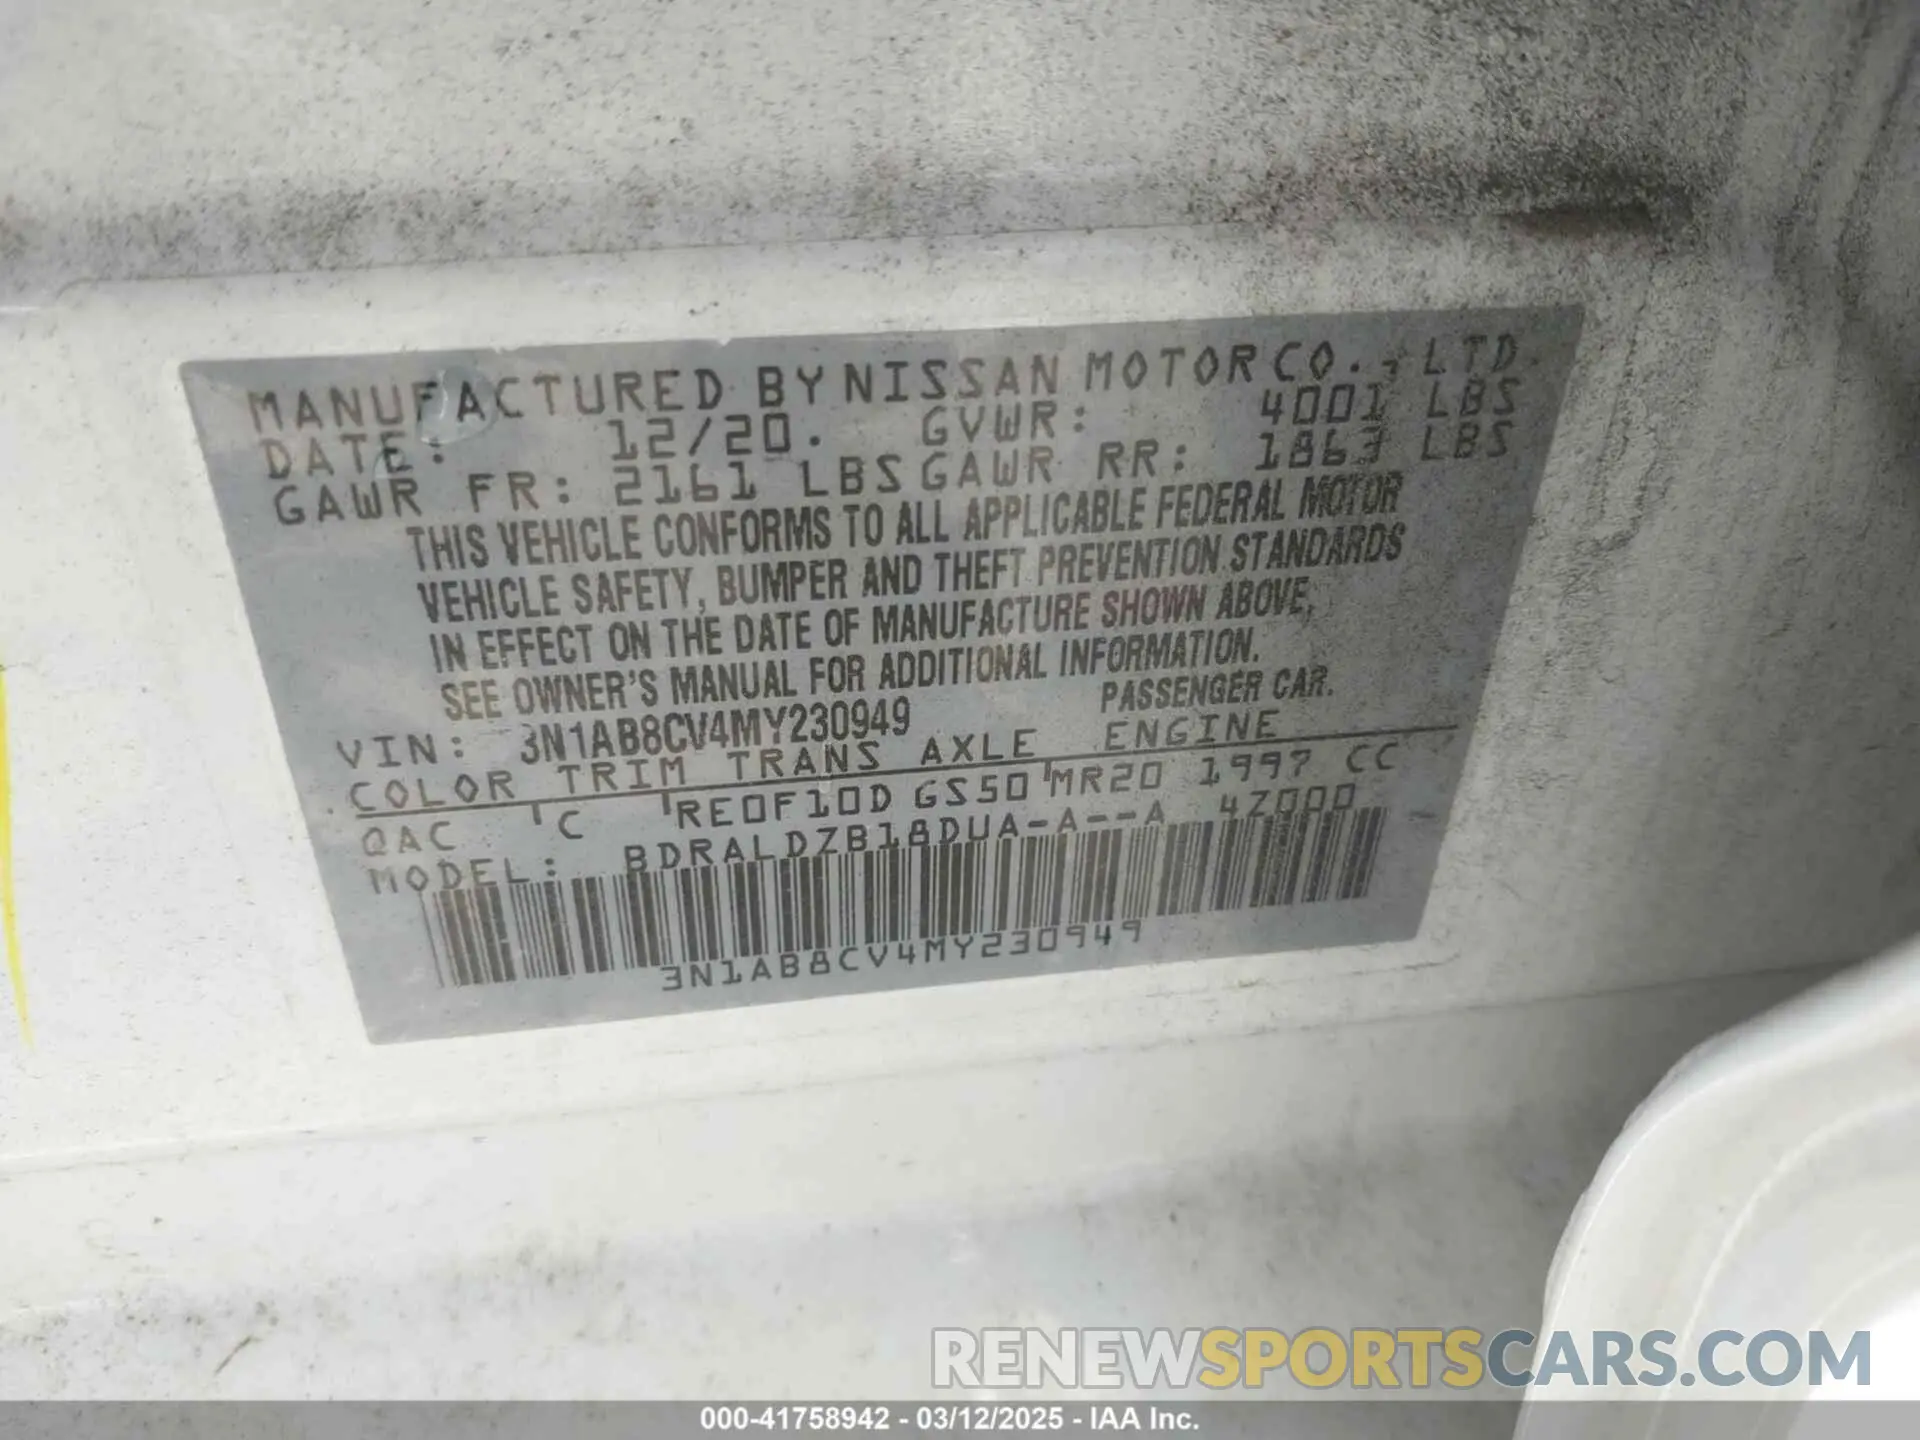 MANUFACTURED BY NISSAN MOTOR CO., LTD.
DATE: 12/20. GVWR: 4001 LBS
GAWR FR: 2161 LBS GAWR RR: 1863 LBS
THIS VEHICLE CONFORMS TO ALL APPLICABLE FEDERAL MOTOR
VEHICLE SAFETY, BUMPER AND THEFT PREVENTION STANDARDS
IN EFFECT ON THE DATE OF MANUFACTURE SHOWN ABOVE,
SEE OWNER'S MANUAL FOR ADDITIONAL INFORMATION.
VIN: 3N1AB8CV4MY230949 PASSENGER CAR.
COLOR TRIM TRANS AXLE ENGINE
QAC C RE0F10D GS50 MR20 1997 CC
MODEL: BDRALDZB18DUA-A--A 4Z000
3N1AB8CV4MY230949
RENEWSPORTSCARS.COM
000-41758942 - 03/12/2025 - IAA Inc.